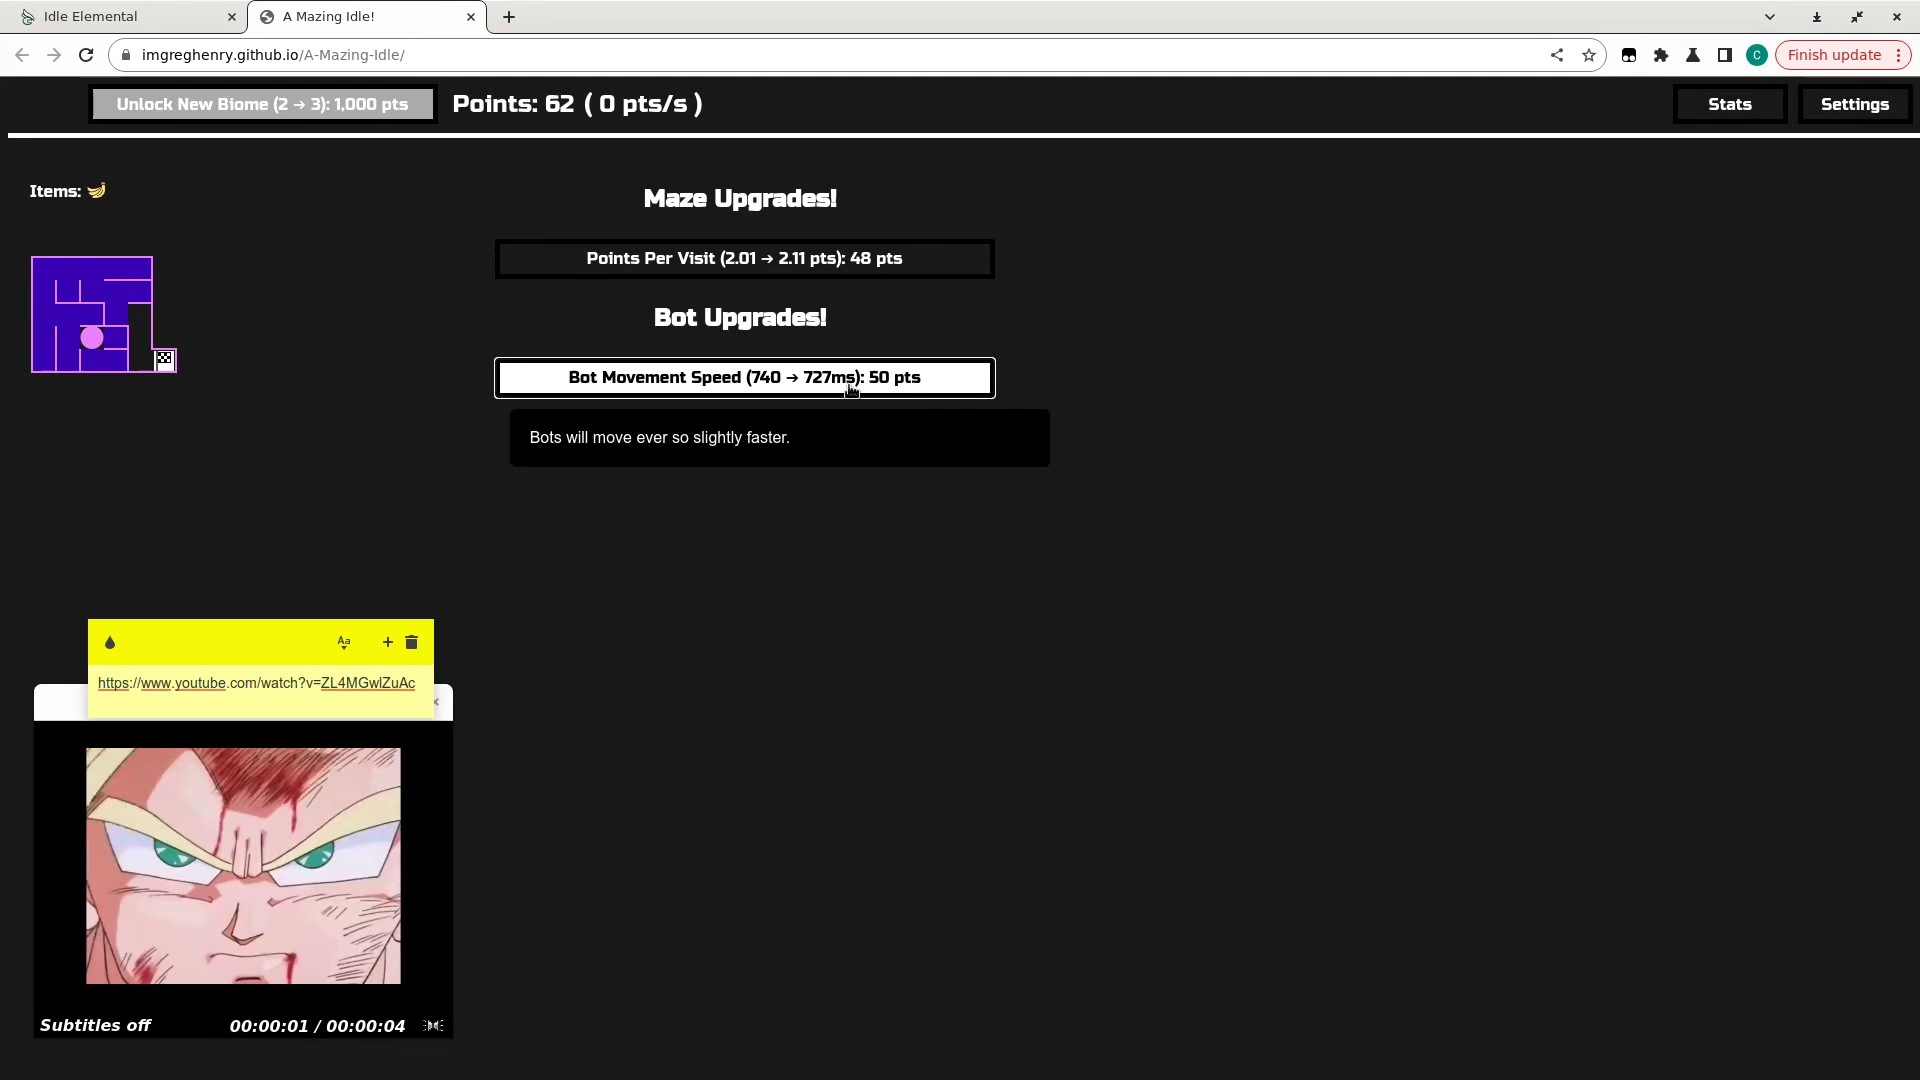 Idle Elemental
A Mazing Idle!
imgreghenry.github.io/A-Mazing-Idle/
C
Finish update
Unlock New Biome (2 → 3): 1,000 pts
Points: 62 ( 0 pts/s )
Stats
Settings
Items: 🍌
Maze Upgrades!
Points Per Visit (2.01 → 2.11 pts): 48 pts
Bot Upgrades!
Bot Movement Speed (740 → 727ms): 50 pts
Bots will move ever so slightly faster.
Aa
https://www.youtube.com/watch?v=ZL4MGwlZuAc
Subtitles off
00:00:01 / 00:00:04